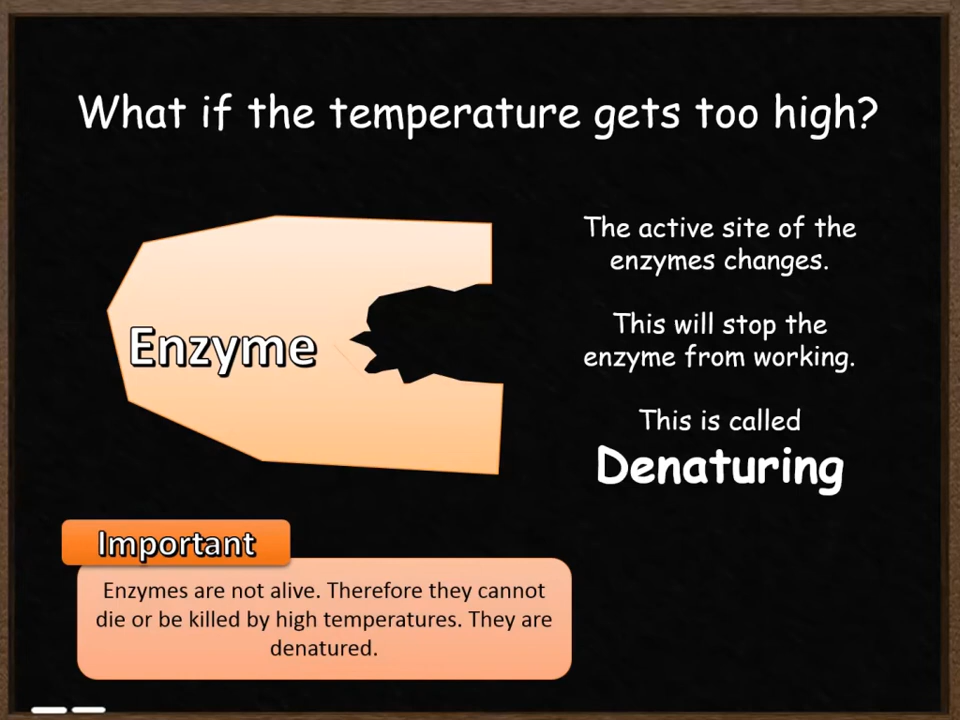 What if the temperature gets too high?
The active site of the
enzymes changes.
This will stop the
enzyme from working.
This is called
Denaturing
Enzyme
Important
Enzymes are not alive. Therefore they cannot
die or be killed by high temperatures. They are
denatured.